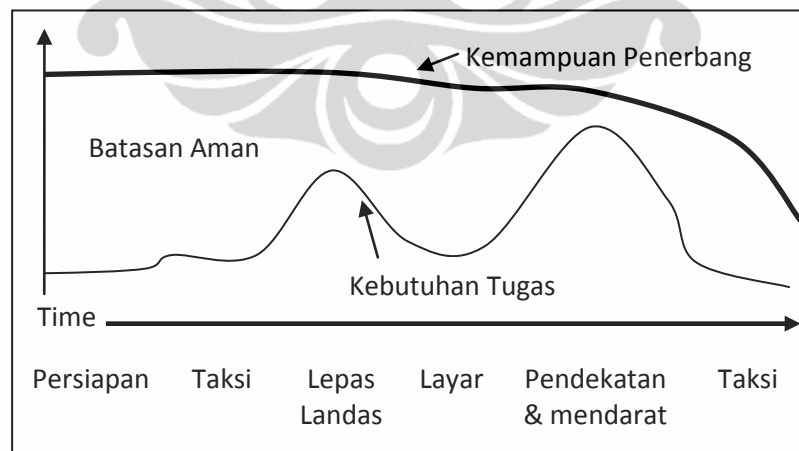 Kemampuan Penerbang
Batasan Aman
Kebutuhan Tugas
Time
Persiapan
Taksi
Lepas
Landas
Layar
Pendekatan
& mendarat
Taksi